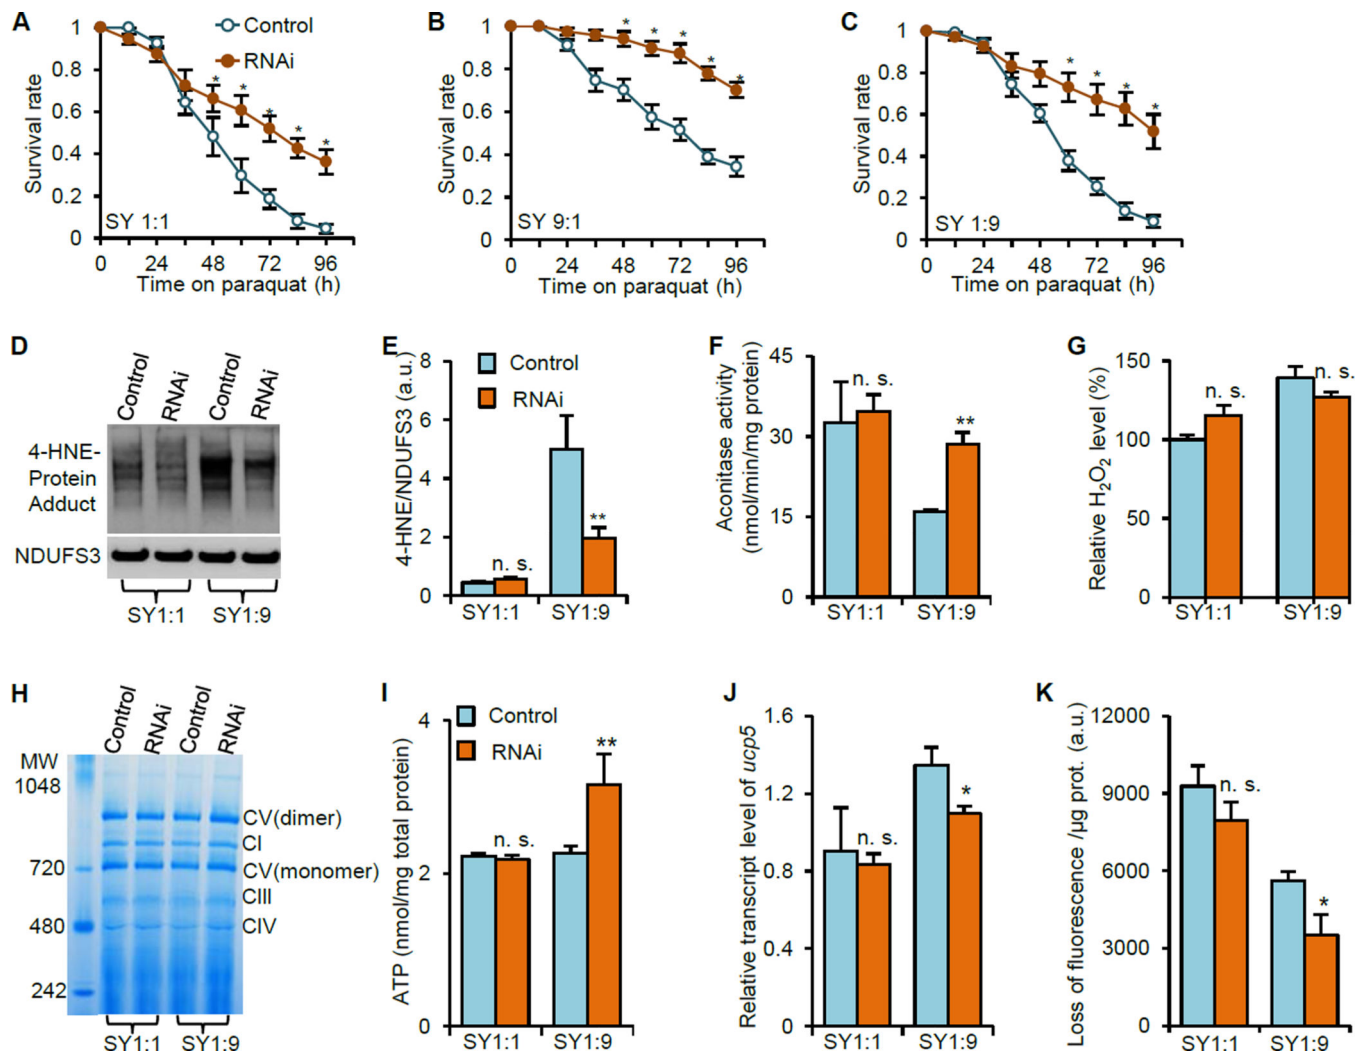 A
Control
RNAi
Survival rate
1
0.8
0.6
0.4
0.2
0
* * * * *
SY 1:1
0 24 48 72 96
Time on paraquat (h)
B
Survival rate
1
0.8
0.6
0.4
0.2
0
* * * * *
SY 9:1
0 24 48 72 96
Time on paraquat (h)
C
Survival rate
1
0.8
0.6
0.4
0.2
0
* * * *
SY 1:9
0 24 48 72 96
Time on paraquat (h)
D
Control RNAi Control RNAi
4-HNE-
Protein
Adduct
NDUFS3
SY1:1 SY1:9
E
Control
RNAi
4-HNE/NDUFS3 (a.u.)
8
6
4
2
0
n. s. **
SY1:1 SY1:9
F
Aconitase activity
(nmol/min/mg protein)
45
30
15
0
n. s. **
SY1:1 SY1:9
G
Relative H2O2 level (%)
150
100
50
0
n. s. n. s.
SY1:1 SY1:9
H
Control RNAi Control RNAi
MW
1048
720
480
242
CV(dimer)
CI
CV(monomer)
CIII
CIV
SY1:1 SY1:9
I
Control
RNAi
ATP (nmol/mg total protein)
4
2
0
n. s. **
SY1:1 SY1:9
J
Relative transcript level of ucp5
1.6
1.2
0.8
0.4
0
n. s. *
SY1:1 SY1:9
K
Loss of fluorescence /µg prot. (a.u.)
12000
9000
6000
3000
0
n. s. *
SY1:1 SY1:9